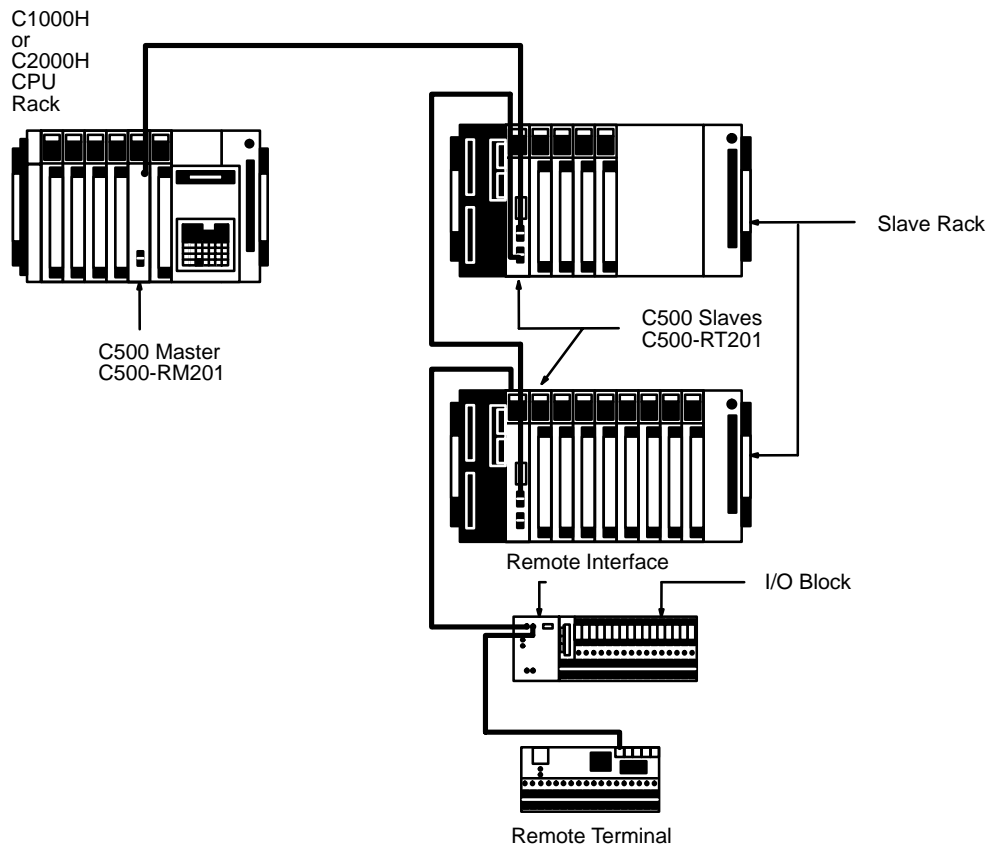 C1000H
or
C2000H
CPU
Rack
Slave Rack
C500 Slaves
C500-RT201
C500 Master
C500-RM201
Remote Interface
I/O Block
Remote Terminal